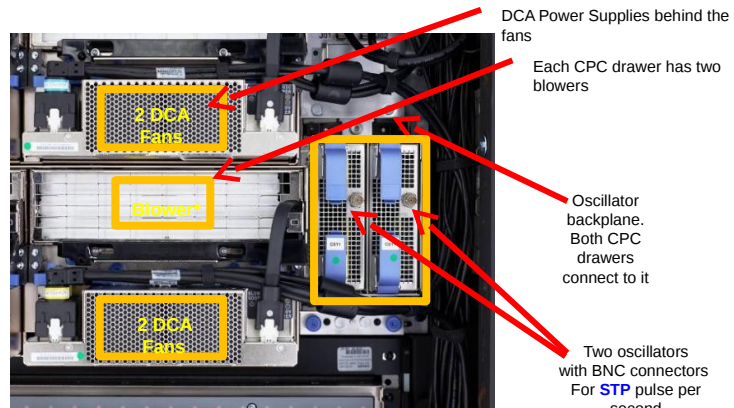 DCA Power Supplies behind the
fans
Each CPC drawer has two
blowers
2 DCA
Fans
Blower*
Oscillator
backplane.
Both CPC
drawers
connect to it
2 DCA
Fans
Two oscillators
with BNC connectors
For STP pulse per
second